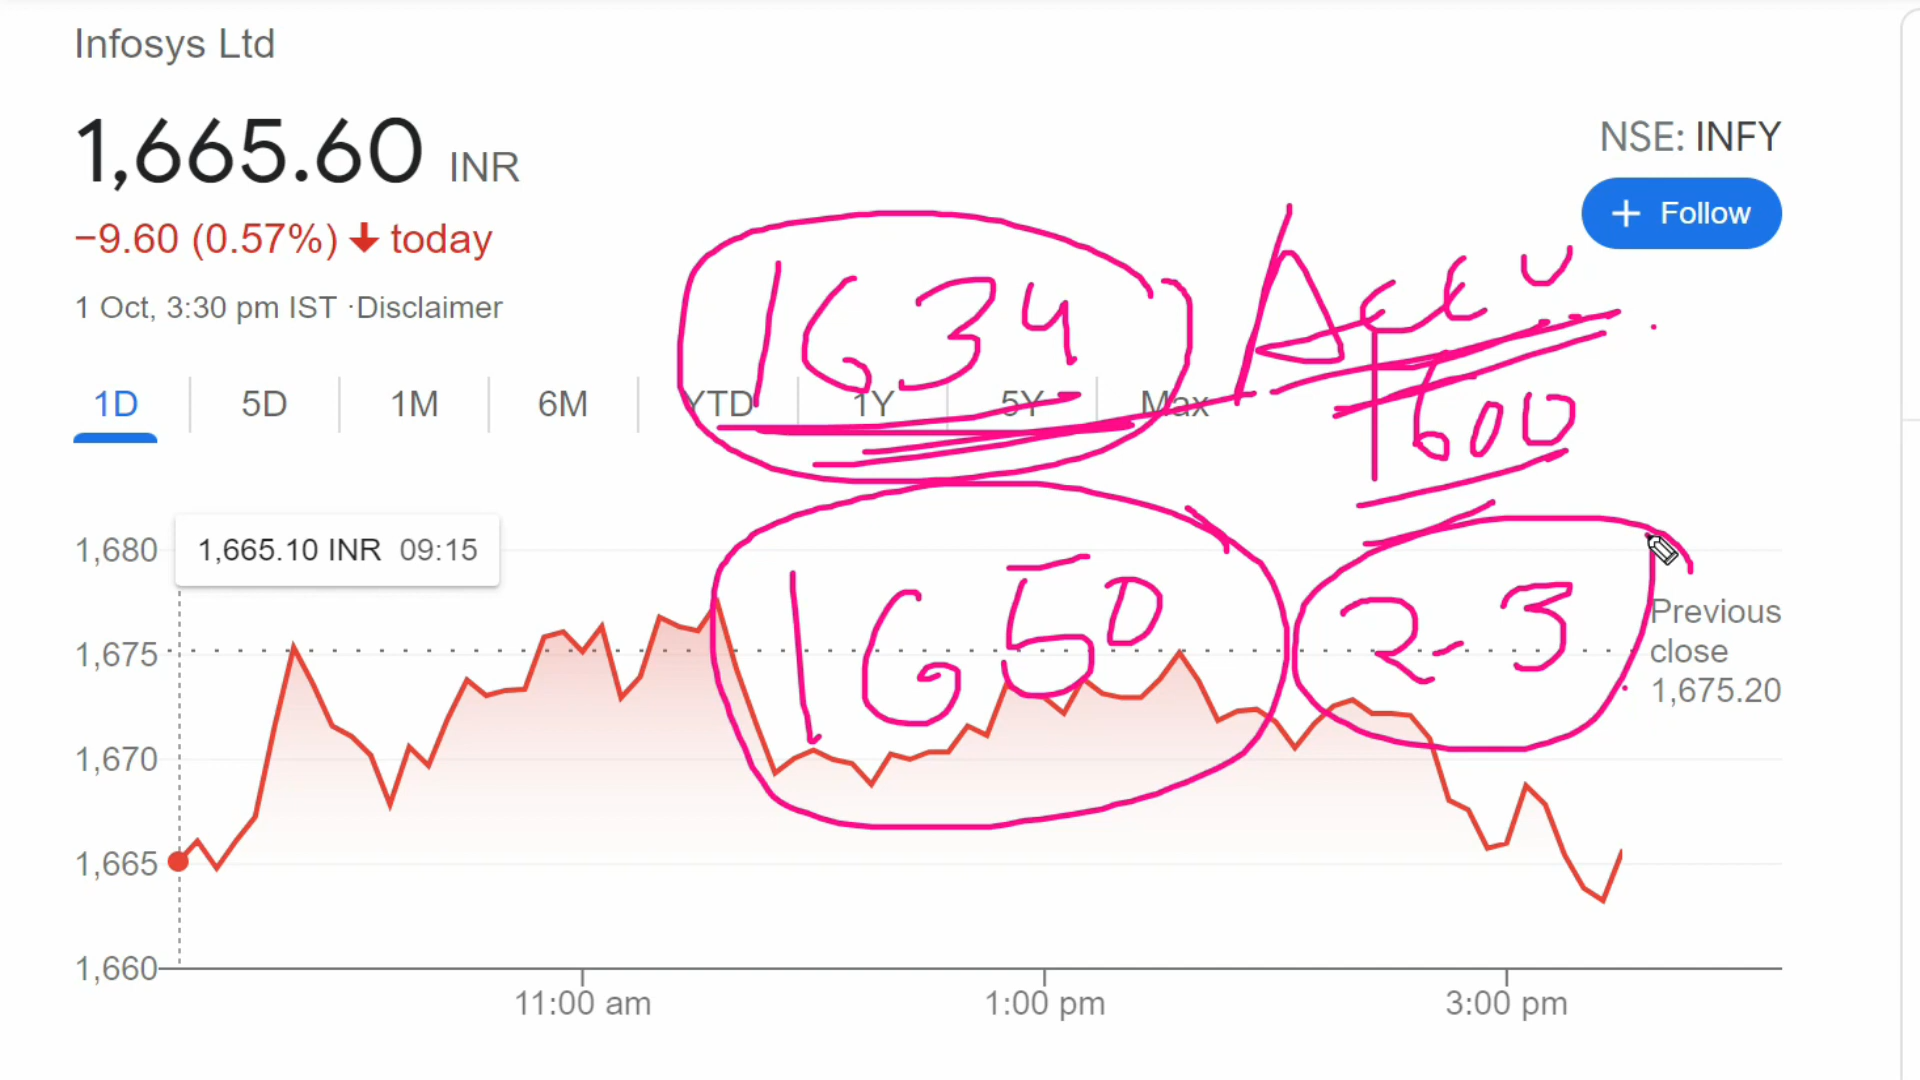 Infosys Ltd
1,665.60 INR
−9.60 (0.57%) ↓ today
1 Oct, 3:30 pm IST ·Disclaimer
NSE: INFY
+ Follow
1634
Accu
1600
1D 5D 1M 6M YTD 1Y 5Y Max
1,665.10 INR 09:15
1650
2-3
Previous
close
1,675.20
1,680
1,675
1,670
1,665
1,660
11:00 am 1:00 pm 3:00 pm